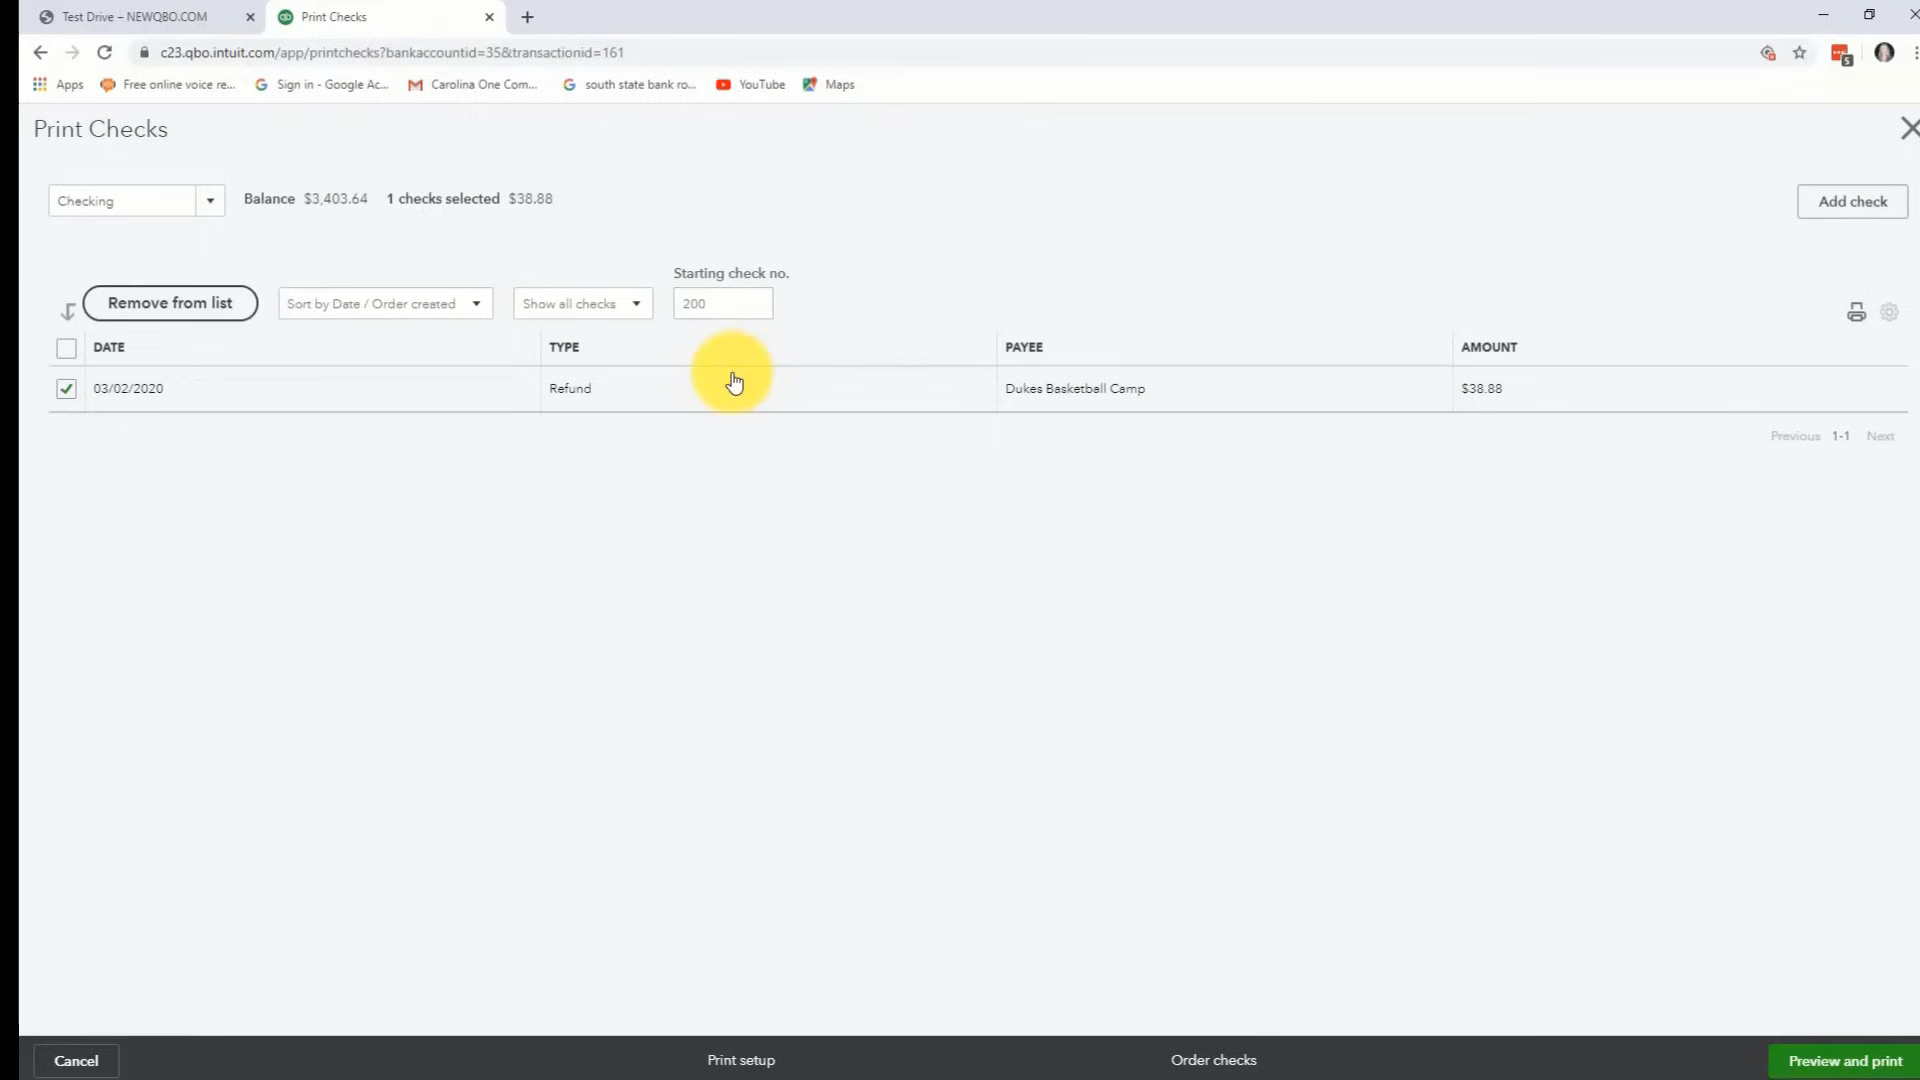 Test Drive – NEWQBO.COM
Print Checks
c23.qbo.intuit.com/app/printchecks?bankaccountid=35&transactionid=161
5
Apps Free online voice re... Sign in - Google Ac... Carolina One Com... south state bank ro... YouTube Maps
Print Checks
Checking Balance $3,403.64 1 checks selected $38.88 Add check
Starting check no.
Remove from list Sort by Date / Order created Show all checks 200
DATE TYPE PAYEE AMOUNT
03/02/2020 Refund Dukes Basketball Camp $38.88
Previous 1-1 Next
Cancel Print setup Order checks Preview and print